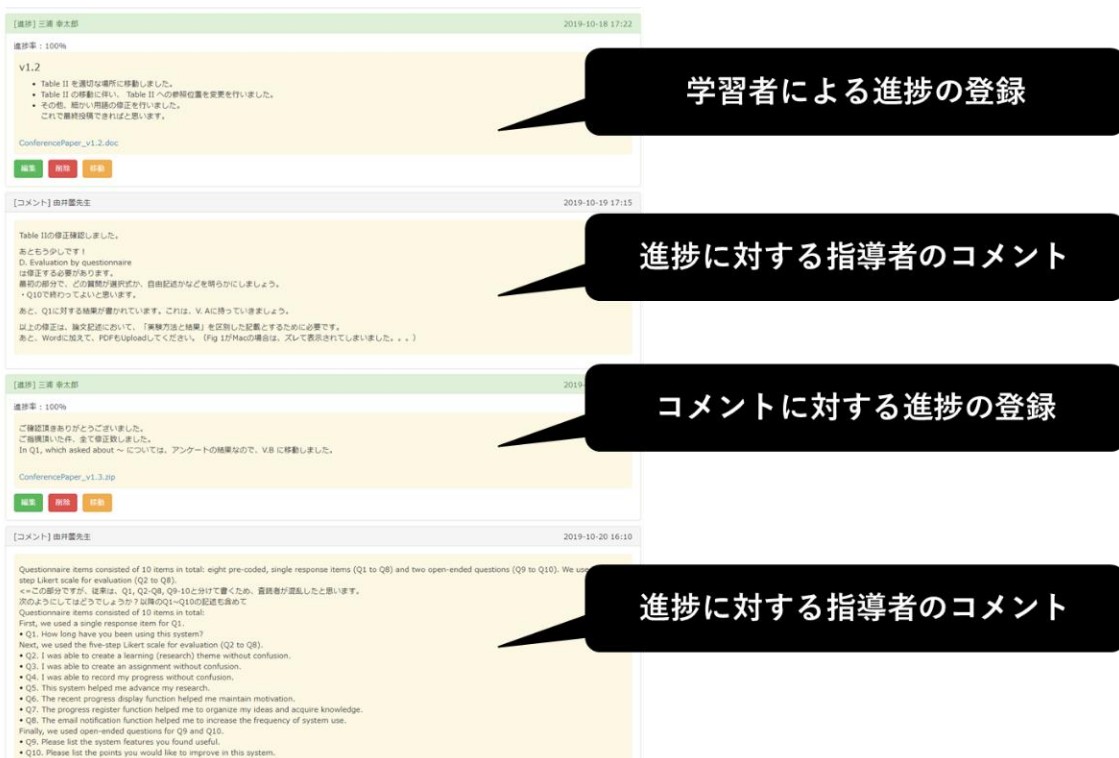 [進捗] 三浦 幸太郎 2019-10-18 17:22
進捗率:100%
v1.2
• Table II を適切な場所に移動しました。
• Table II の移動に伴い、 Table II への参照位置を変更を行いました。
• その他、細かい用語の修正を行いました。
これで最終投稿できればと思います。
ConferencePaper_v1.2.doc
編集 削除 移動
学習者による進捗の登録
[コメント] 由井薗先生 2019-10-19 17:15
Table IIの修正確認しました。
あともう少しです!
D. Evaluation by questionnaire
は修正する必要があります。
最初の部分で、どの質問が選択式か、自由記述かなどを明らかにしましょう。
・Q10で終わってよいと思います。
あと、Q1に対する結果が書かれています。これは、V. Aに持っていきましょう。
以上の修正は、論文記述において、「実験方法と結果」を区別した記載とするために必要です。
あと、Wordに加えて、PDFもUploadしてください。(Fig 1がMacの場合は、ズレて表示されてしまいました。。。)
進捗に対する指導者のコメント
[進捗] 三浦 幸太郎 2019-
進捗率:100%
ご確認頂きありがとうございました。
ご指摘頂いた件、全て修正致しました。
In Q1, which asked about ~ については、アンケートの結果なので、V.B に移動しました。
ConferencePaper_v1.3.zip
編集 削除 移動
コメントに対する進捗の登録
[コメント] 由井薗先生 2019-10-20 16:10
Questionnaire items consisted of 10 items in total: eight pre-coded, single response items (Q1 to Q8) and two open-ended questions (Q9 to Q10). We use
step Likert scale for evaluation (Q2 to Q8).
<=この部分ですが、従来は、Q1, Q2-Q8, Q9-10と分けて書くため、査読者が混乱したと思います。
次のようにしてはどうでしょうか?以降のQ1~Q10の記述も含めて
Questionnaire items consisted of 10 items in total:
First, we used a single response item for Q1.
• Q1. How long have you been using this system?
Next, we used the five-step Likert scale for evaluation (Q2 to Q8).
• Q2. I was able to create a learning (research) theme without confusion.
• Q3. I was able to create an assignment without confusion.
• Q4. I was able to record my progress without confusion.
• Q5. This system helped me advance my research.
• Q6. The recent progress display function helped me maintain motivation.
• Q7. The progress register function helped me to organize my ideas and acquire knowledge.
• Q8. The email notification function helped me to increase the frequency of system use.
Finally, we used open-ended questions for Q9 and Q10.
• Q9. Please list the system features you found useful.
• Q10. Please list the points you would like to improve in this system.
進捗に対する指導者のコメント